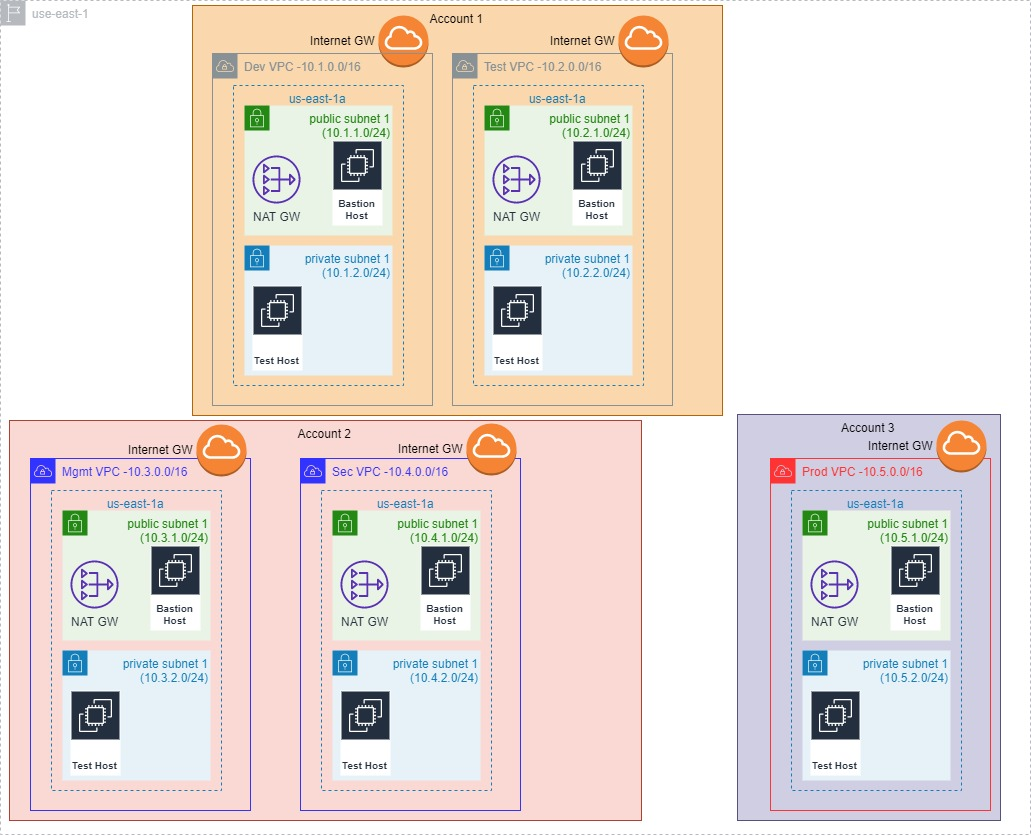 use-east-1
Account 1
Internet GW
Internet GW
Dev VPC -10.1.0.0/16
us-east-1a
public subnet 1
(10.1.1.0/24)
NAT GW
Bastion
Host
private subnet 1
(10.1.2.0/24)
Test Host
Test VPC -10.2.0.0/16
us-east-1a
public subnet 1
(10.2.1.0/24)
NAT GW
Bastion
Host
private subnet 1
(10.2.2.0/24)
Test Host
Account 2
Internet GW
Internet GW
Mgmt VPC -10.3.0.0/16
us-east-1a
public subnet 1
(10.3.1.0/24)
NAT GW
Bastion
Host
private subnet 1
(10.3.2.0/24)
Test Host
Sec VPC -10.4.0.0/16
us-east-1a
public subnet 1
(10.4.1.0/24)
NAT GW
Bastion
Host
private subnet 1
(10.4.2.0/24)
Test Host
Account 3
Internet GW
Prod VPC -10.5.0.0/16
us-east-1a
public subnet 1
(10.5.1.0/24)
NAT GW
Bastion
Host
private subnet 1
(10.5.2.0/24)
Test Host